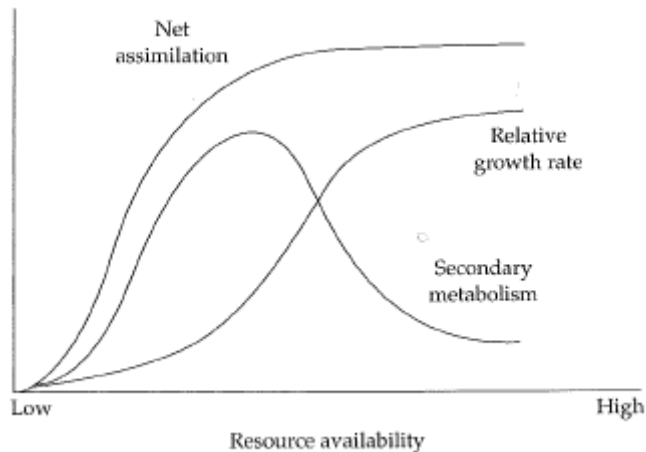 Net
assimilation
Relative
growth rate
Secondary
metabolism
Low
High
Resource availability